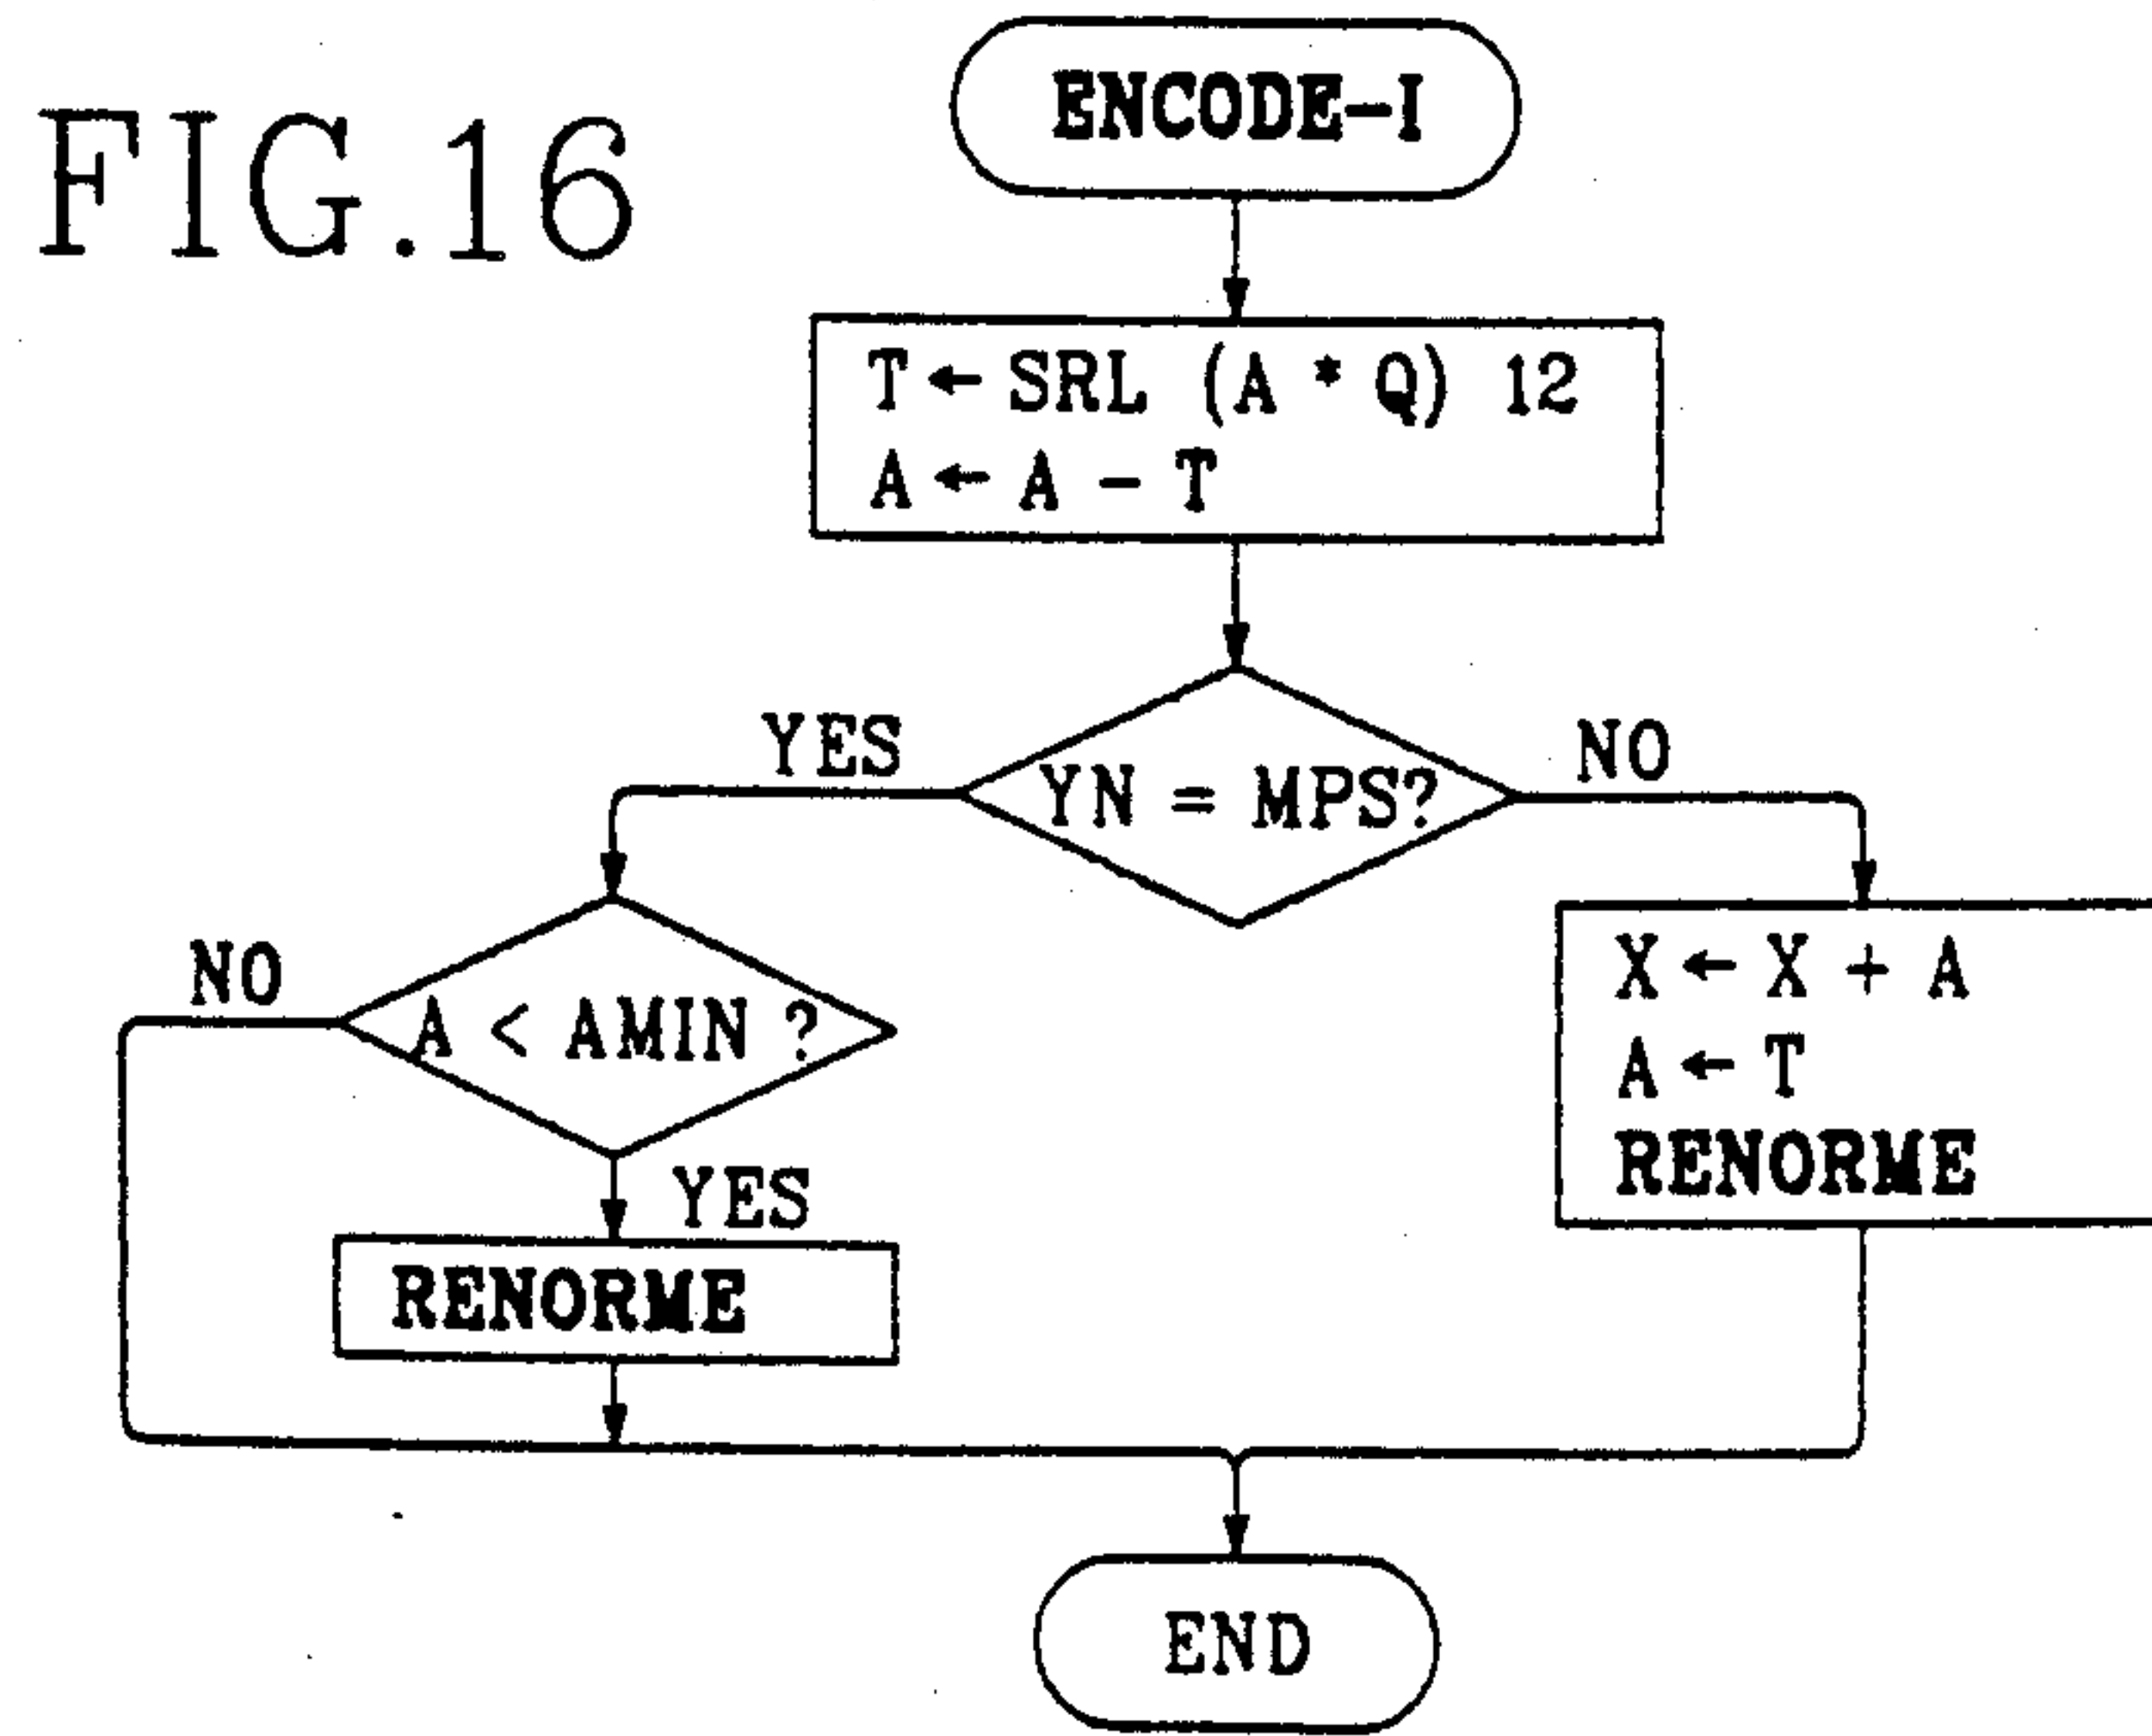 FIG.16
ENCODE-I
T ← SRL (A * Q) 12
A ← A - T
YN = MPS?
YES
NO
A < AMIN ?
NO
YES
RENORME
X ← X + A
A ← T
RENORME
END